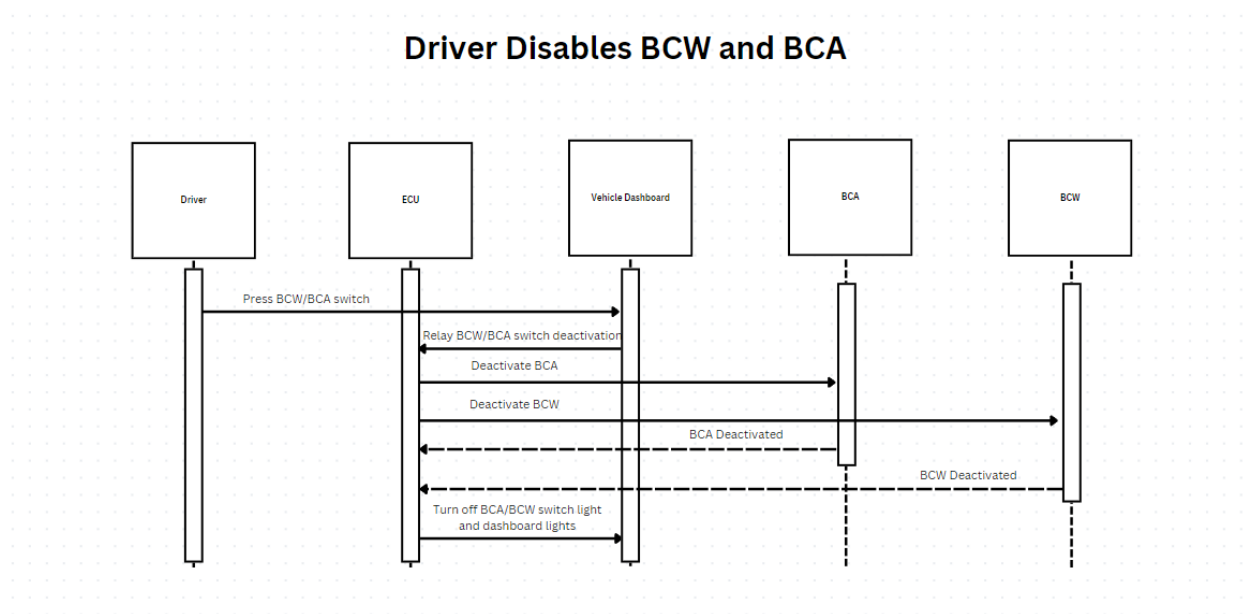 Driver Disables BCW and BCA
Driver
ECU
Vehicle Dashboard
BCA
BCW
Press BCW/BCA switch
Relay BCW/BCA switch deactivation
Deactivate BCA
Deactivate BCW
BCA Deactivated
BCW Deactivated
Turn off BCA/BCW switch light
and dashboard lights